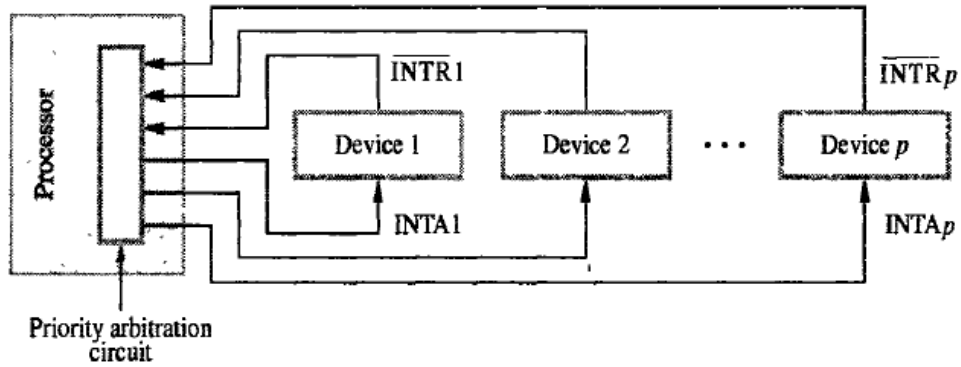 Processor
INTR1
INTRp
Device 1
Device 2
• • •
Device p
INTA1
INTAp
Priority arbitration
circuit